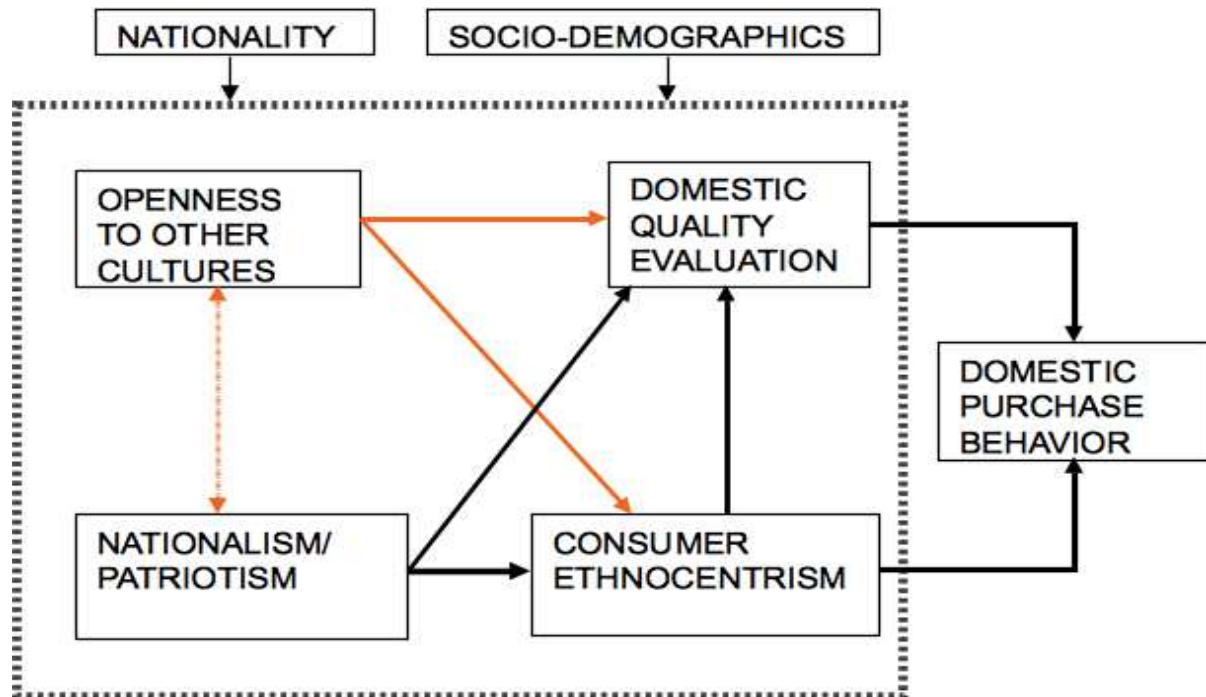 NATIONALITY
SOCIO-DEMOGRAPHICS
OPENNESS
TO OTHER
CULTURES
DOMESTIC
QUALITY
EVALUATION
DOMESTIC
PURCHASE
BEHAVIOR
NATIONALISM/
PATRIOTISM
CONSUMER
ETHNOCENTRISM